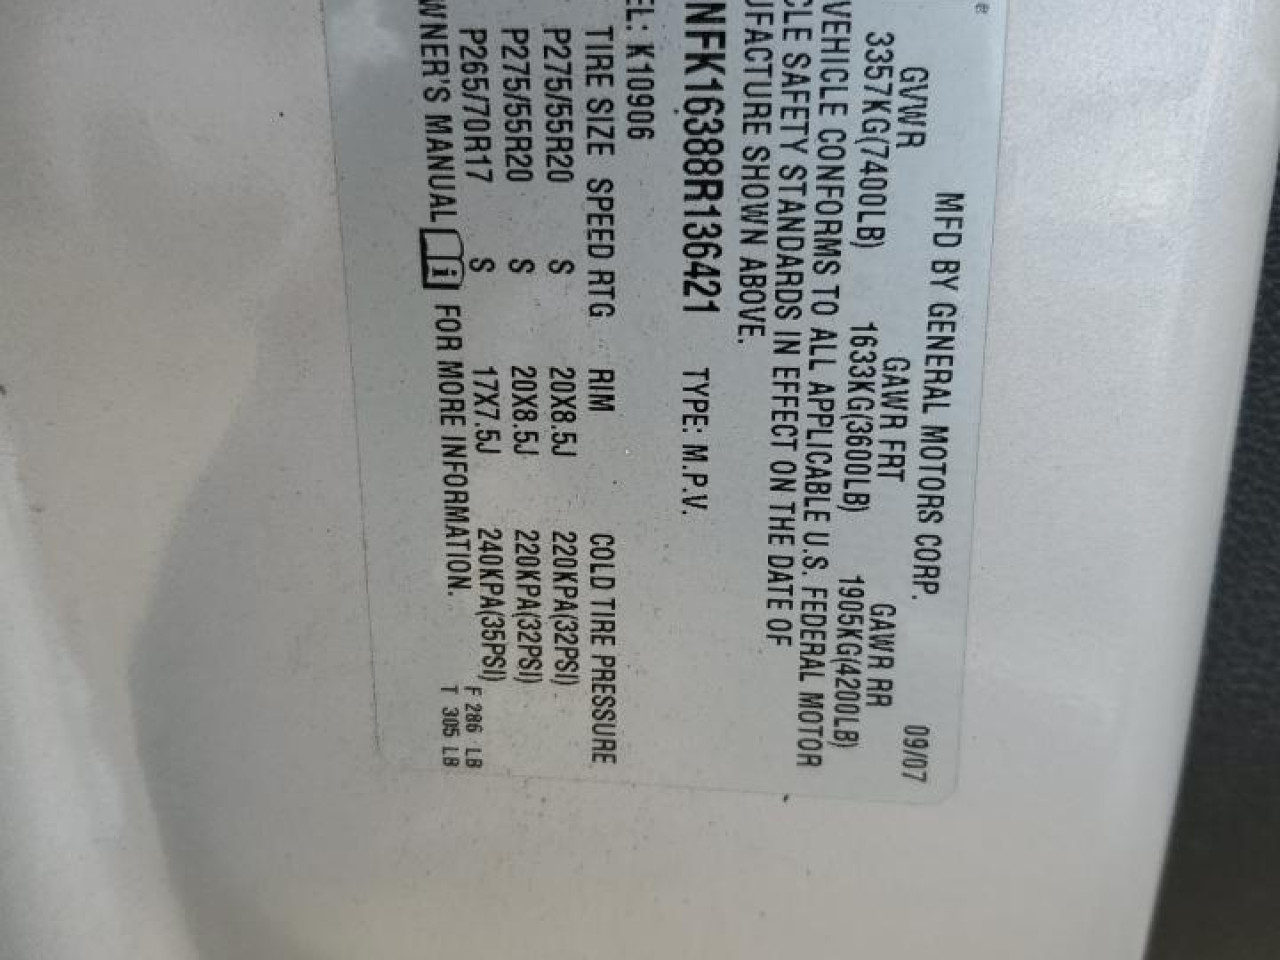 MFD BY GENERAL MOTORS CORP. 09/07
GVWR GAWR FRT GAWR RR
3357KG(7400LB) 1633KG(3600LB) 1905KG(4200LB)
VEHICLE CONFORMS TO ALL APPLICABLE U.S. FEDERAL MOTOR
CLE SAFETY STANDARDS IN EFFECT ON THE DATE OF
UFACTURE SHOWN ABOVE.
NFK16388R136421 TYPE: M.P.V.
EL: K10906
TIRE SIZE SPEED RTG RIM COLD TIRE PRESSURE
P275/55R20 S 20X8.5J 220KPA(32PSI)
P275/55R20 S 20X8.5J 220KPA(32PSI)
P265/70R17 S 17X7.5J 240KPA(35PSI) F 286 LB
WNER'S MANUAL i FOR MORE INFORMATION. T 305 LB